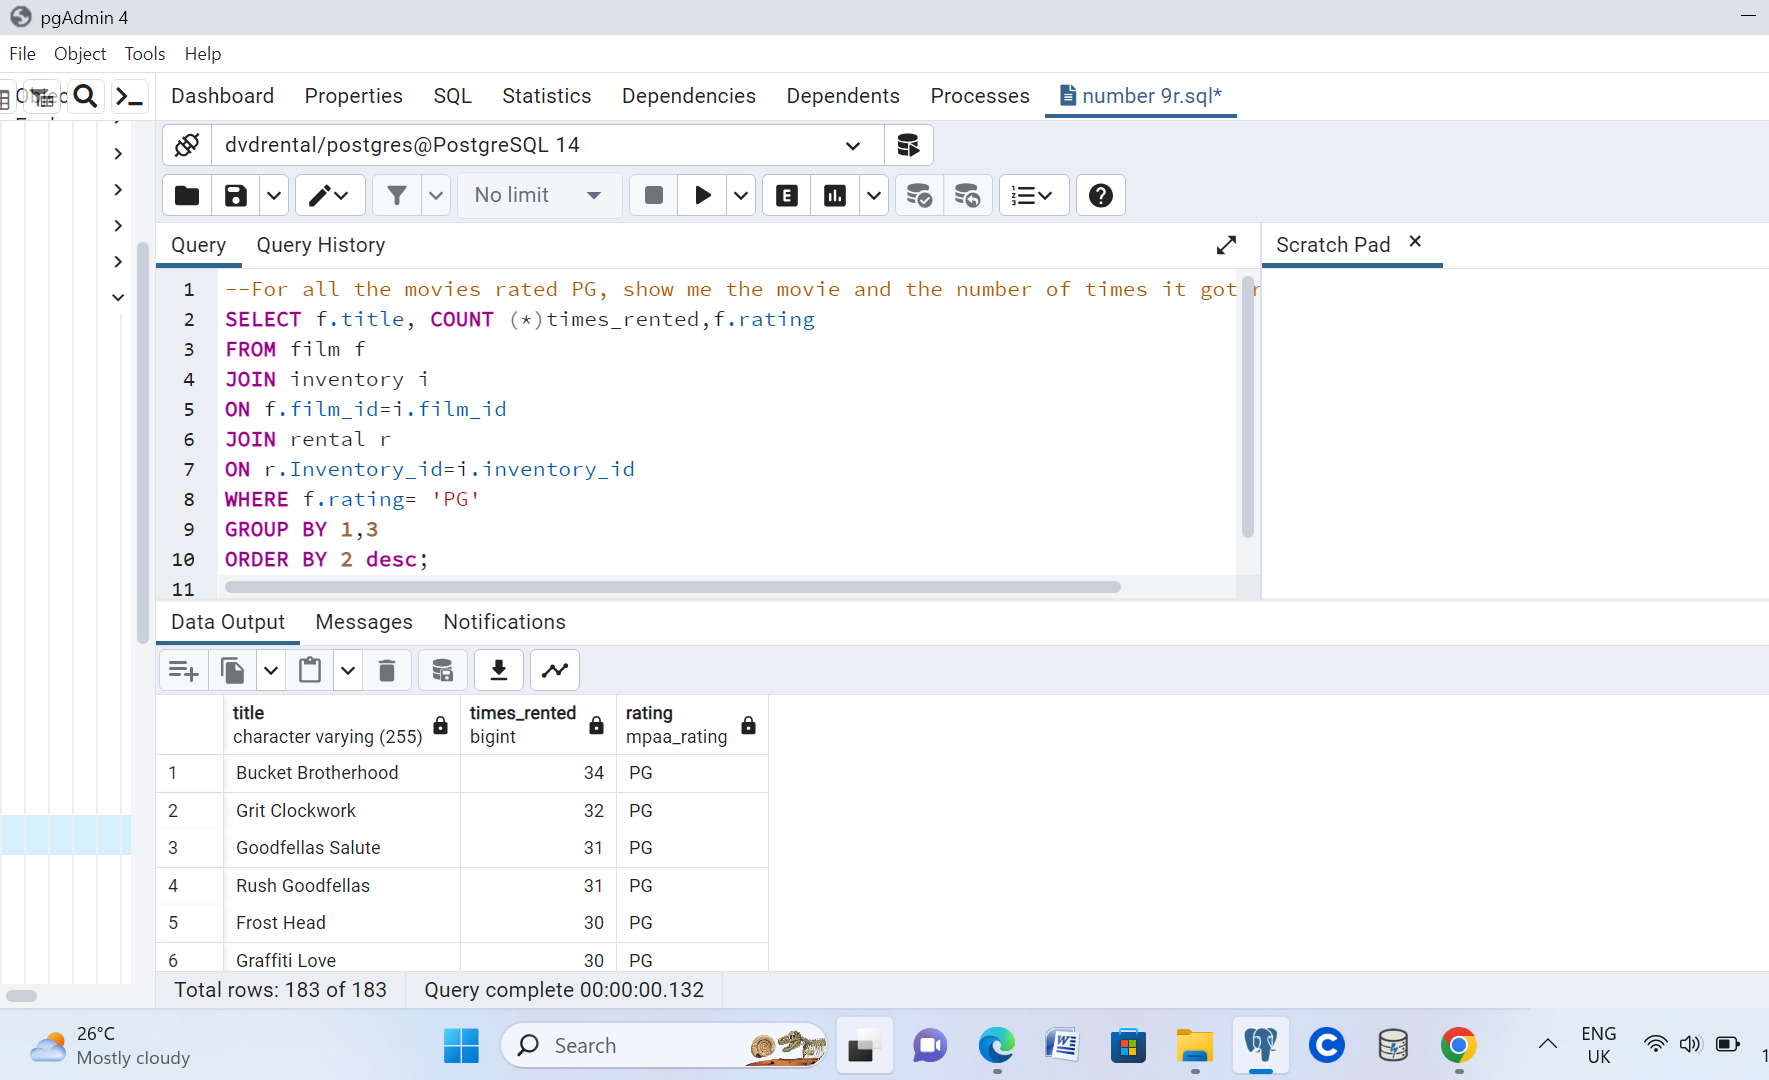 pgAdmin 4
File Object Tools Help
Dashboard Properties SQL Statistics Dependencies Dependents Processes number 9r.sql*
dvdrental/postgres@PostgreSQL 14
No limit
E
Query Query History
Scratch Pad
1 --For all the movies rated PG, show me the movie and the number of times it got
2 SELECT f.title, COUNT (*)times_rented,f.rating
3 FROM film f
4 JOIN inventory i
5 ON f.film_id=i.film_id
6 JOIN rental r
7 ON r.Inventory_id=i.inventory_id
8 WHERE f.rating= 'PG'
9 GROUP BY 1,3
10 ORDER BY 2 desc;
11
Data Output Messages Notifications
title times_rented rating
character varying (255) bigint mpaa_rating
1 Bucket Brotherhood 34 PG
2 Grit Clockwork 32 PG
3 Goodfellas Salute 31 PG
4 Rush Goodfellas 31 PG
5 Frost Head 30 PG
6 Graffiti Love 30 PG
Total rows: 183 of 183 Query complete 00:00:00.132
26°C
Mostly cloudy
Search
ENG
UK